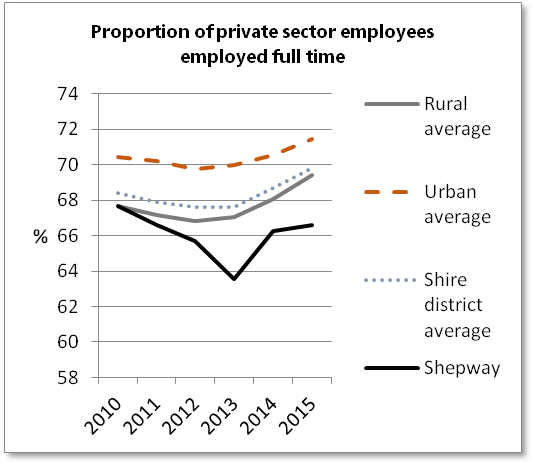 Proportion of private sector employees
employed full time
74
72
70
68
66
64
62
60
58
%
2010
2011
2012
2013
2014
2015
Rural
average
Urban
average
Shire
district
average
Shepway